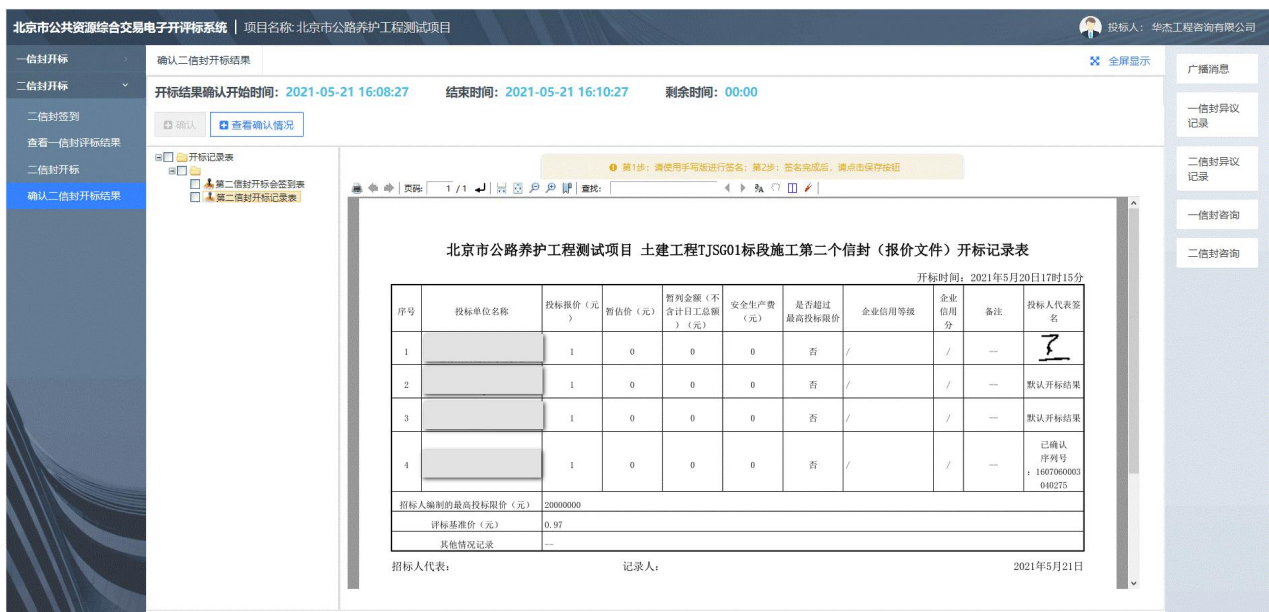 北京市公共资源综合交易电子开评标系统 | 项目名称:北京市公路养护工程测试项目
投标人：华杰工程咨询有限公司
一信封开标
二信封开标
二信封签到
查看一信封评标结果
二信封开标
确认二信封开标结果
确认二信封开标结果
全屏显示
开标结果确认开始时间：2021-05-21 16:08:27 结束时间：2021-05-21 16:10:27 剩余时间：00:00
确认 查看确认情况
开标记录表
第二信封开标会签到表
第二信封开标记录表
第1步：请使用手写版进行签名；第2步：签名完成后，请点击保存按钮
页码: 1 / 1 查找:
北京市公路养护工程测试项目 土建工程TJSG01标段施工第二个信封（报价文件）开标记录表
开标时间：2021年5月20日17时15分
序号 投标单位名称 投标报价（元） 暂估价（元） 暂列金额（不含计日工总额）（元） 安全生产费（元） 是否超过最高投标限价 企业信用等级 企业信用分 备注 投标人代表签名
1 1 0 0 0 否 / / —
2 1 0 0 0 否 / / — 默认开标结果
3 1 0 0 0 否 / / — 默认开标结果
4 1 0 0 0 否 / / — 已确认序列号：1607060003040275
招标人编制的最高投标限价（元） 20000000
评标基准价（元） 0.97
其他情况记录 —
招标人代表： 记录人： 2021年5月21日
广播消息
一信封异议记录
二信封异议记录
一信封咨询
二信封咨询